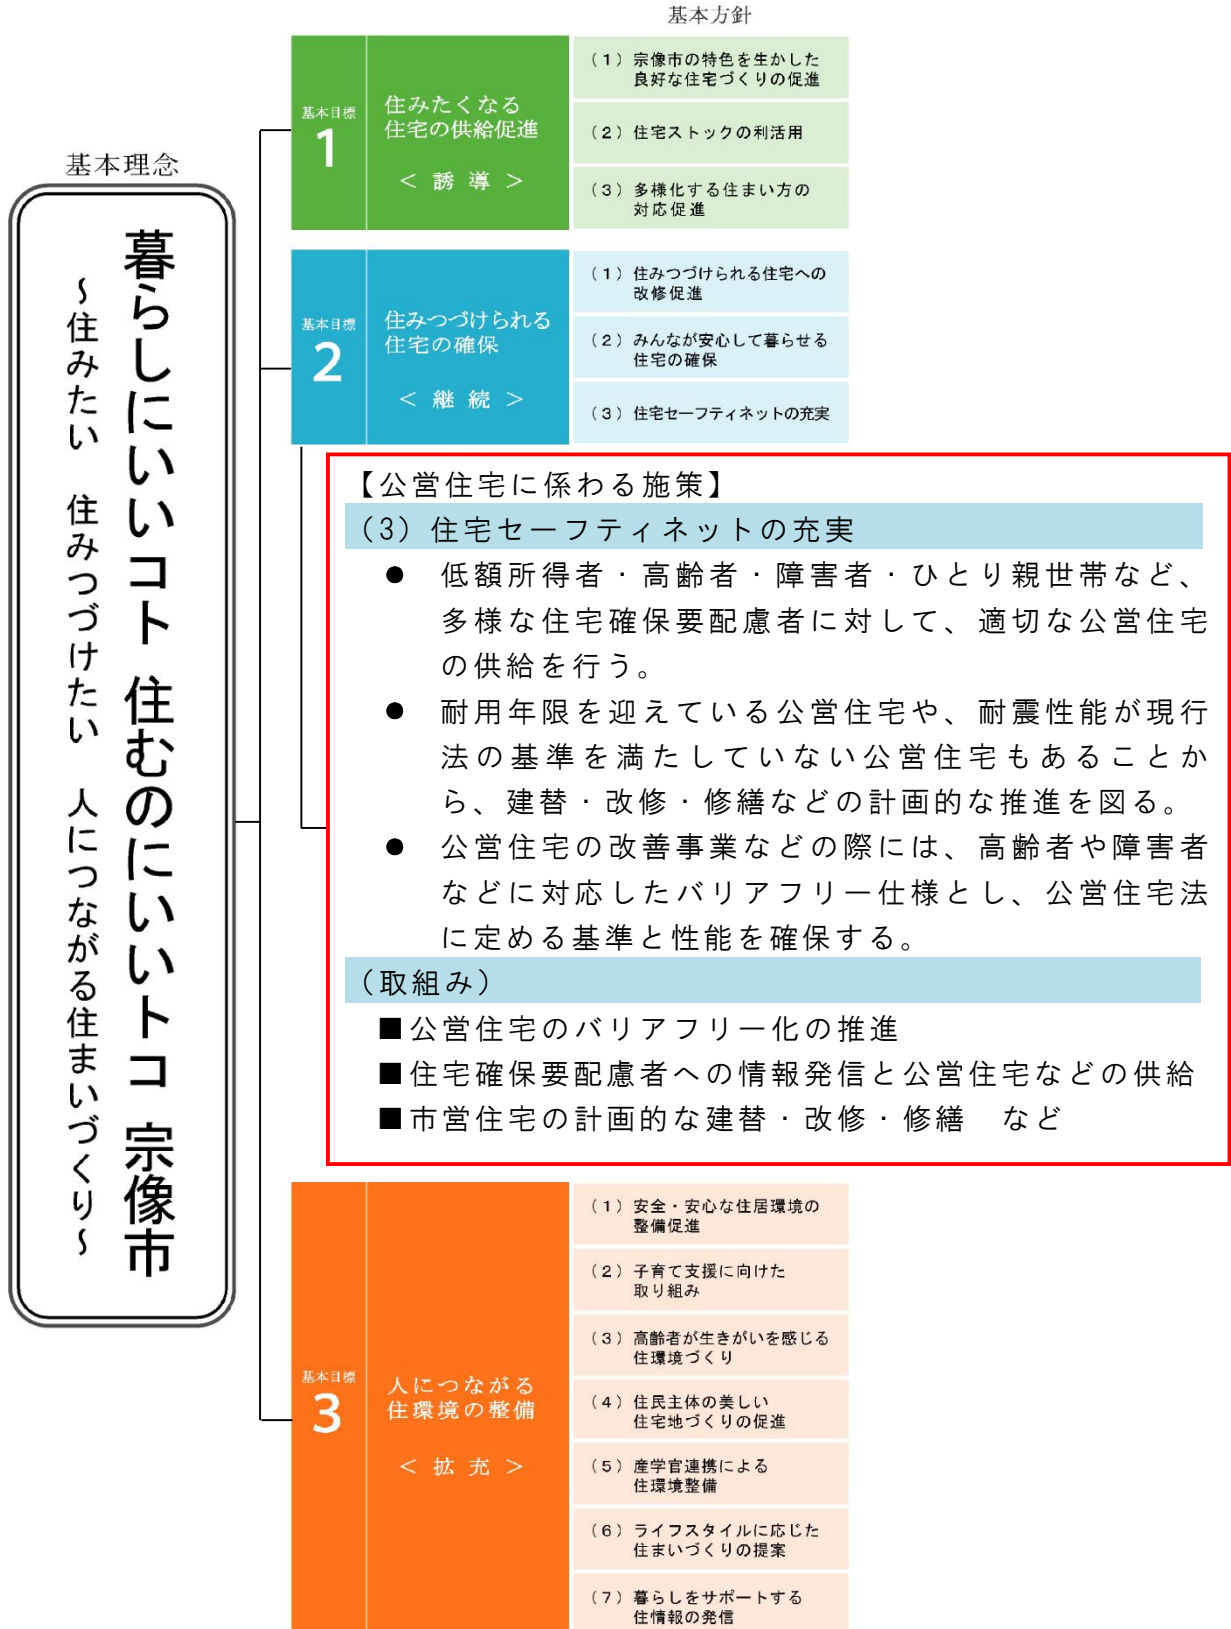 基本方針
基本理念
暮らしにいいコト 住むのにいいトコ 宗像市
~住みたい 住みつづけたい 人につながる住まいづくり~
基本目標
1
住みたくなる
住宅の供給促進
<誘導>
(1)宗像市の特色を生かした
良好な住宅づくりの促進
(2)住宅ストックの利活用
(3)多様化する住まい方の
対応促進
基本目標
2
住みつづけられる
住宅の確保
<継続>
(1)住みつづけられる住宅への
改修促進
(2)みんなが安心して暮らせる
住宅の確保
(3)住宅セーフティネットの充実
【公営住宅に係わる施策】
(3)住宅セーフティネットの充実
● 低額所得者・高齢者・障害者・ひとり親世帯など、
多様な住宅確保要配慮者に対して、適切な公営住宅
の供給を行う。
● 耐用年限を迎えている公営住宅や、耐震性能が現行
法の基準を満たしていない公営住宅もあることか
ら、建替・改修・修繕などの計画的な推進を図る。
● 公営住宅の改善事業などの際には、高齢者や障害者
などに対応したバリアフリー仕様とし、公営住宅法
に定める基準と性能を確保する。
(取組み)
■公営住宅のバリアフリー化の推進
■住宅確保要配慮者への情報発信と公営住宅などの供給
■市営住宅の計画的な建替・改修・修繕 など
基本目標
3
人につながる
住環境の整備
<拡充>
(1)安全・安心な住居環境の
整備促進
(2)子育て支援に向けた
取り組み
(3)高齢者が生きがいを感じる
住環境づくり
(4)住民主体の美しい
住宅地づくりの促進
(5)産学官連携による
住環境整備
(6)ライフスタイルに応じた
住まいづくりの提案
(7)暮らしをサポートする
住情報の発信